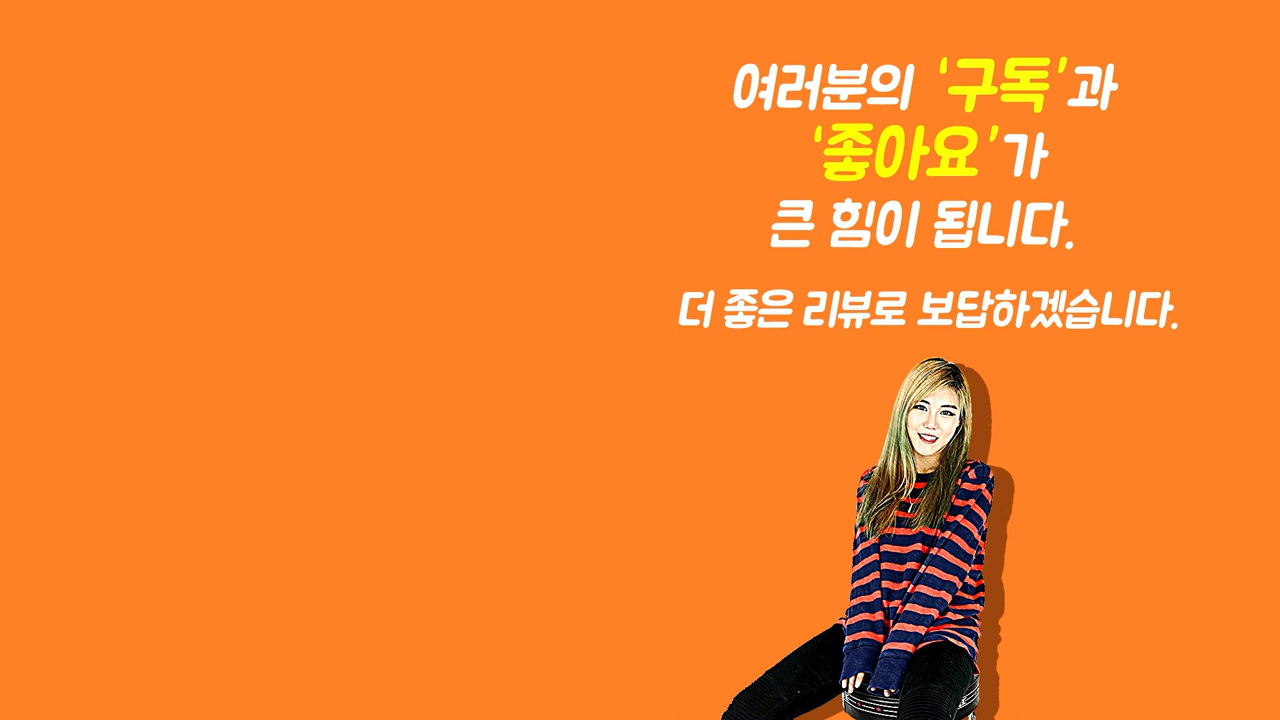 여러분의 '구독'과
'좋아요'가
큰 힘이 됩니다.
더 좋은 리뷰로 보답하겠습니다.